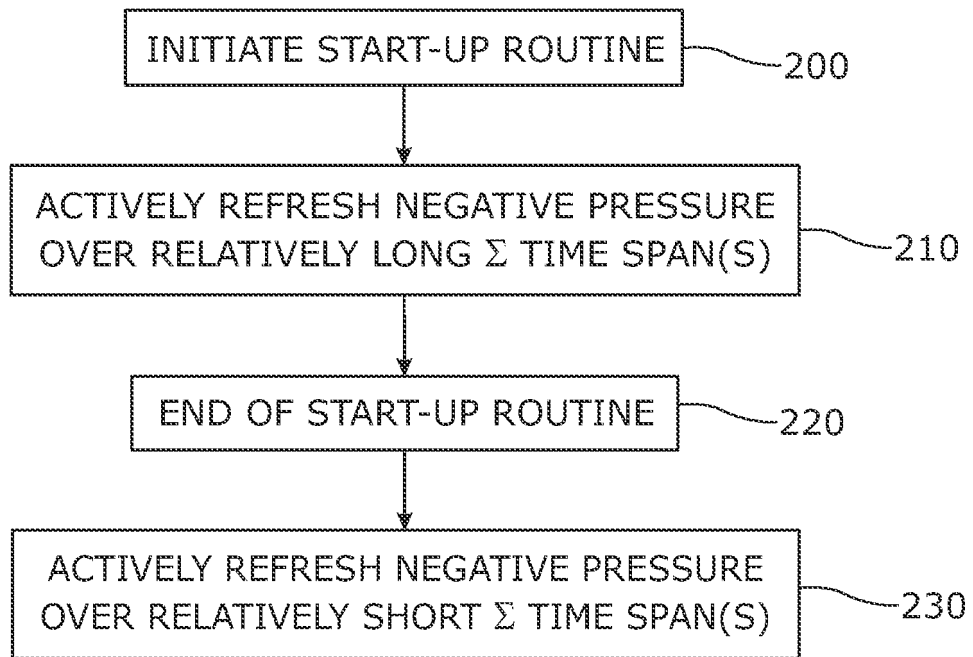 INITIATE START-UP ROUTINE
200
ACTIVELY REFRESH NEGATIVE PRESSURE
OVER RELATIVELY LONG Σ TIME SPAN(S)
210
END OF START-UP ROUTINE
220
ACTIVELY REFRESH NEGATIVE PRESSURE
OVER RELATIVELY SHORT Σ TIME SPAN(S)
230